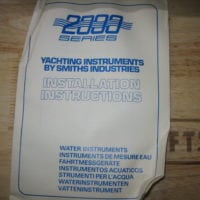 2000
SERIES
YACHTING INSTRUMENTS
BY SMITHS INDUSTRIES
INSTALLATION
INSTRUCTIONS
WATER INSTRUMENTS
INSTRUMENTS DE MESURE EAU
FAHRTMESSGERÄTE
INSTRUMENTOS ACUATICOS
STRUMENTI PER L'ACQUA
WATERINSTRUMENTEN
VATTENINSTRUMENT